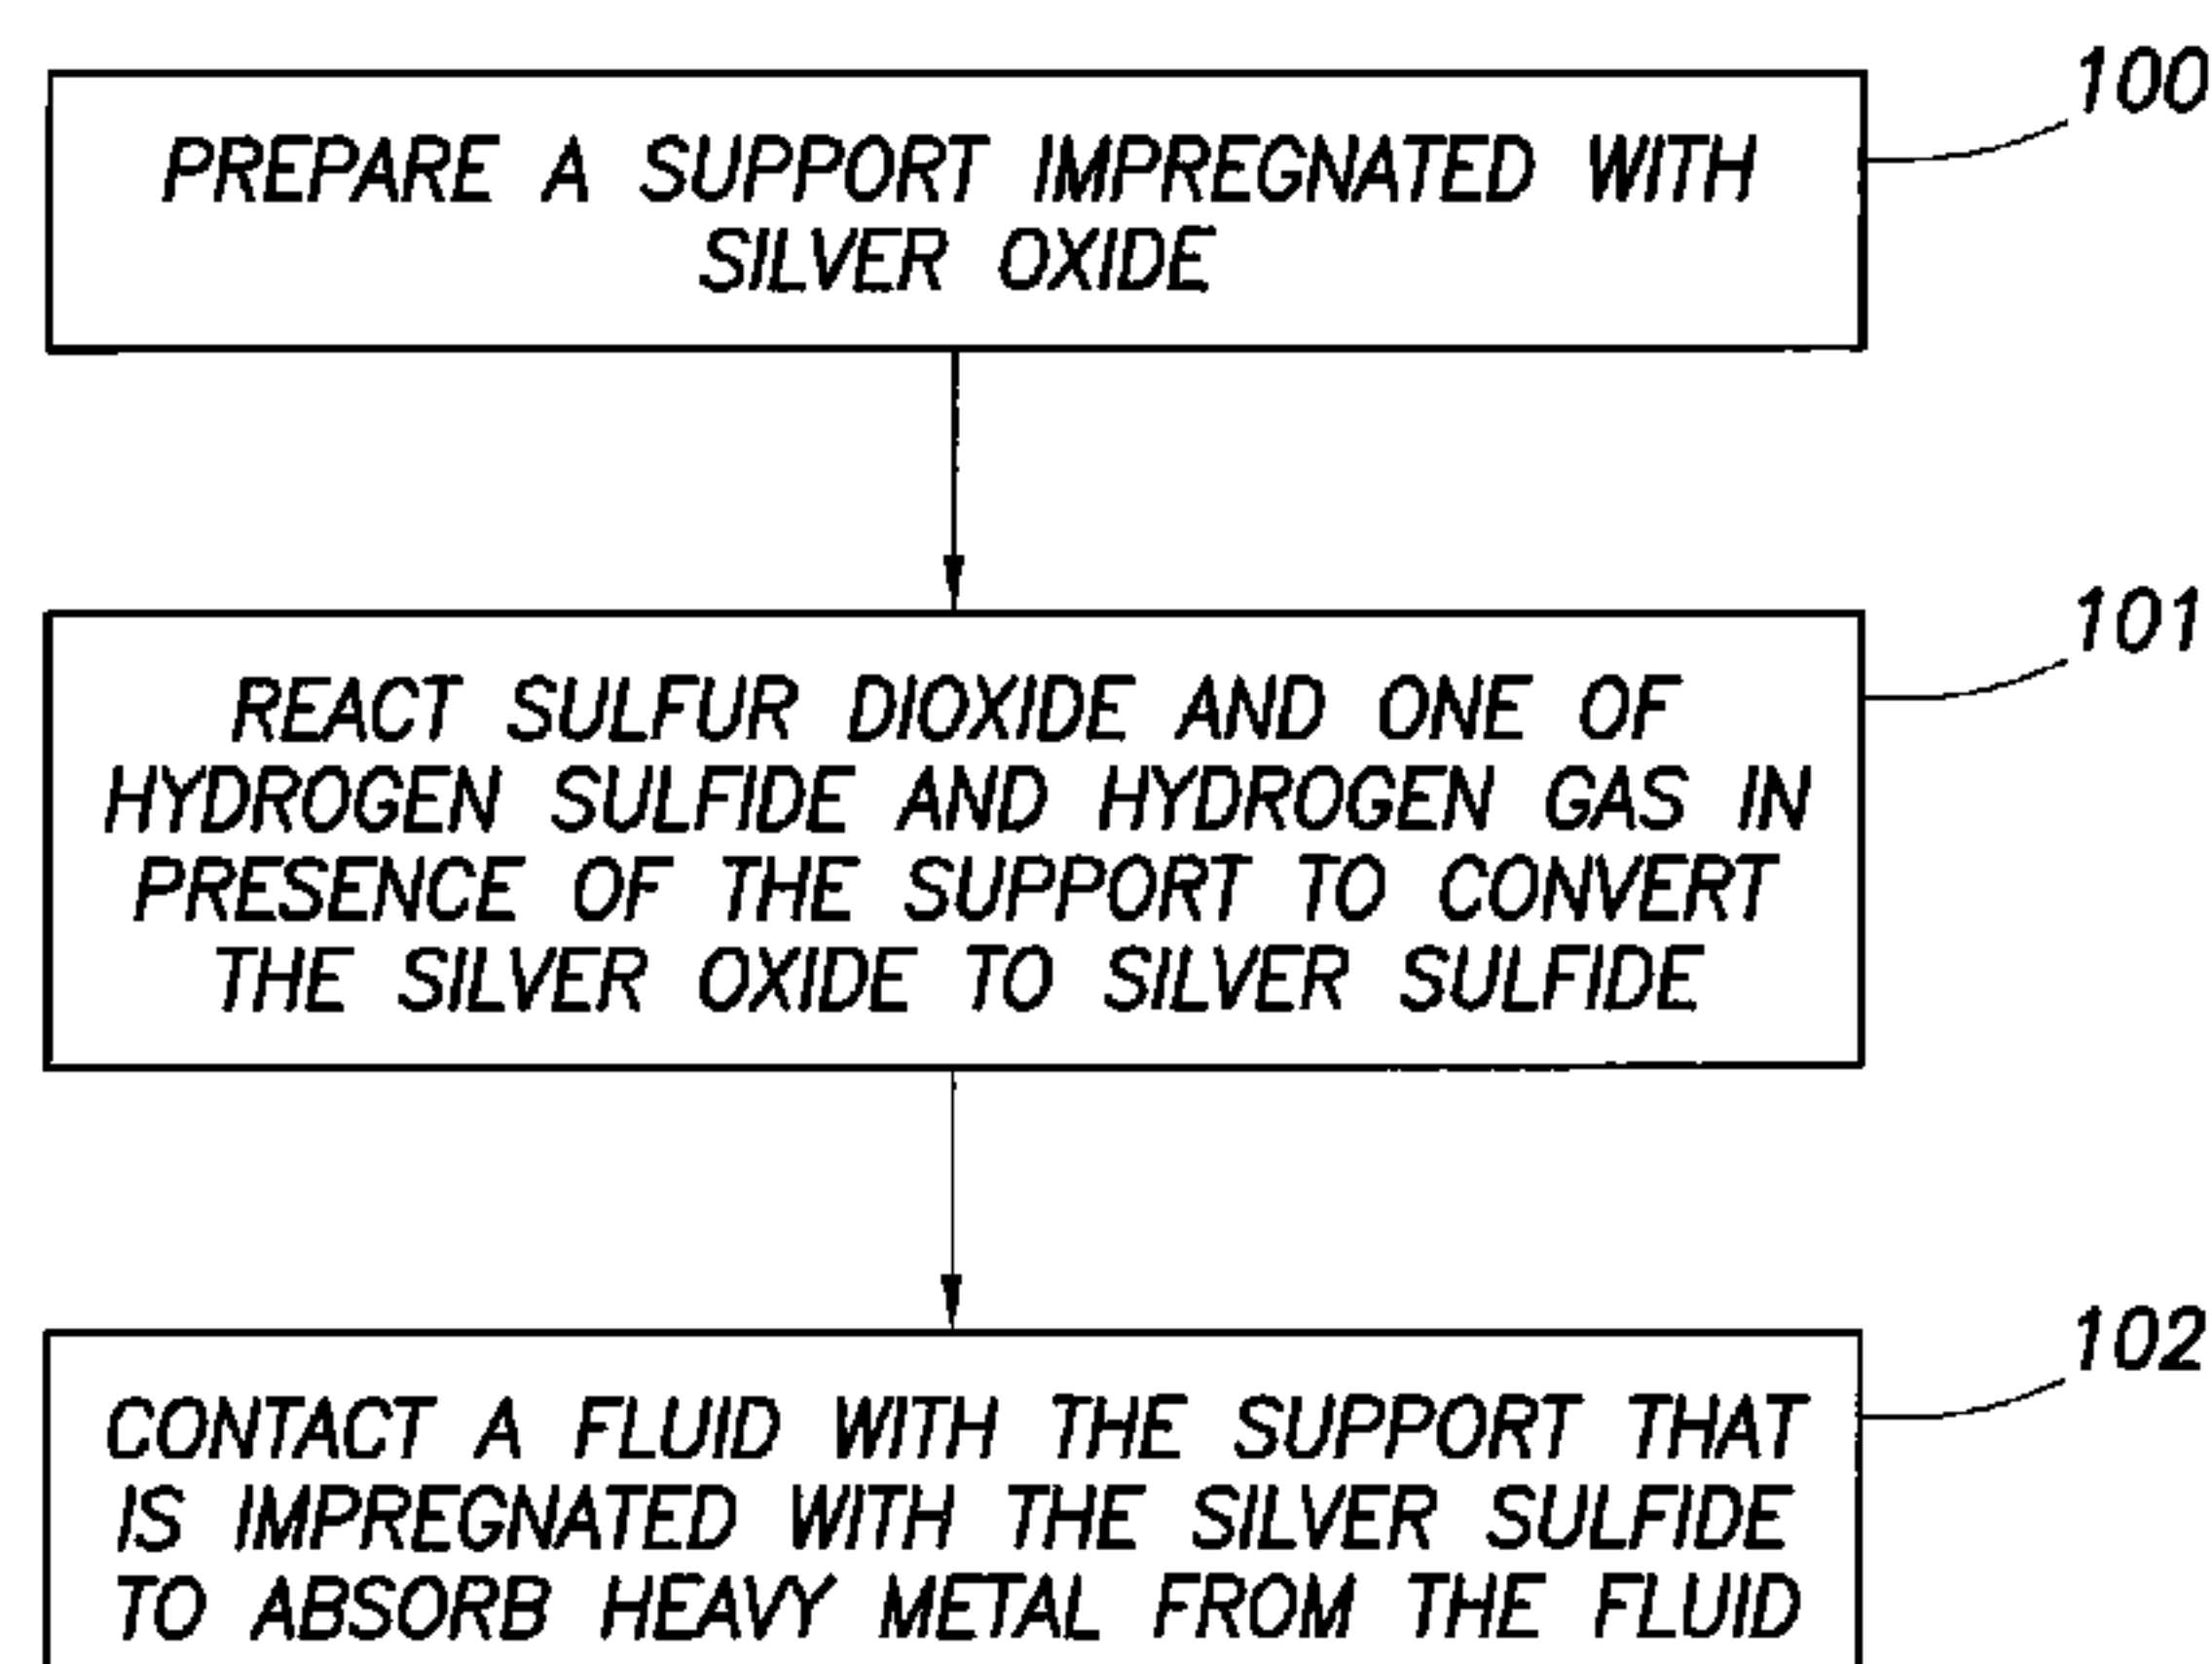 100
PREPARE A SUPPORT IMPREGNATED WITH
SILVER OXIDE
101
REACT SULFUR DIOXIDE AND ONE OF
HYDROGEN SULFIDE AND HYDROGEN GAS IN
PRESENCE OF THE SUPPORT TO CONVERT
THE SILVER OXIDE TO SILVER SULFIDE
102
CONTACT A FLUID WITH THE SUPPORT THAT
IS IMPREGNATED WITH THE SILVER SULFIDE
TO ABSORB HEAVY METAL FROM THE FLUID